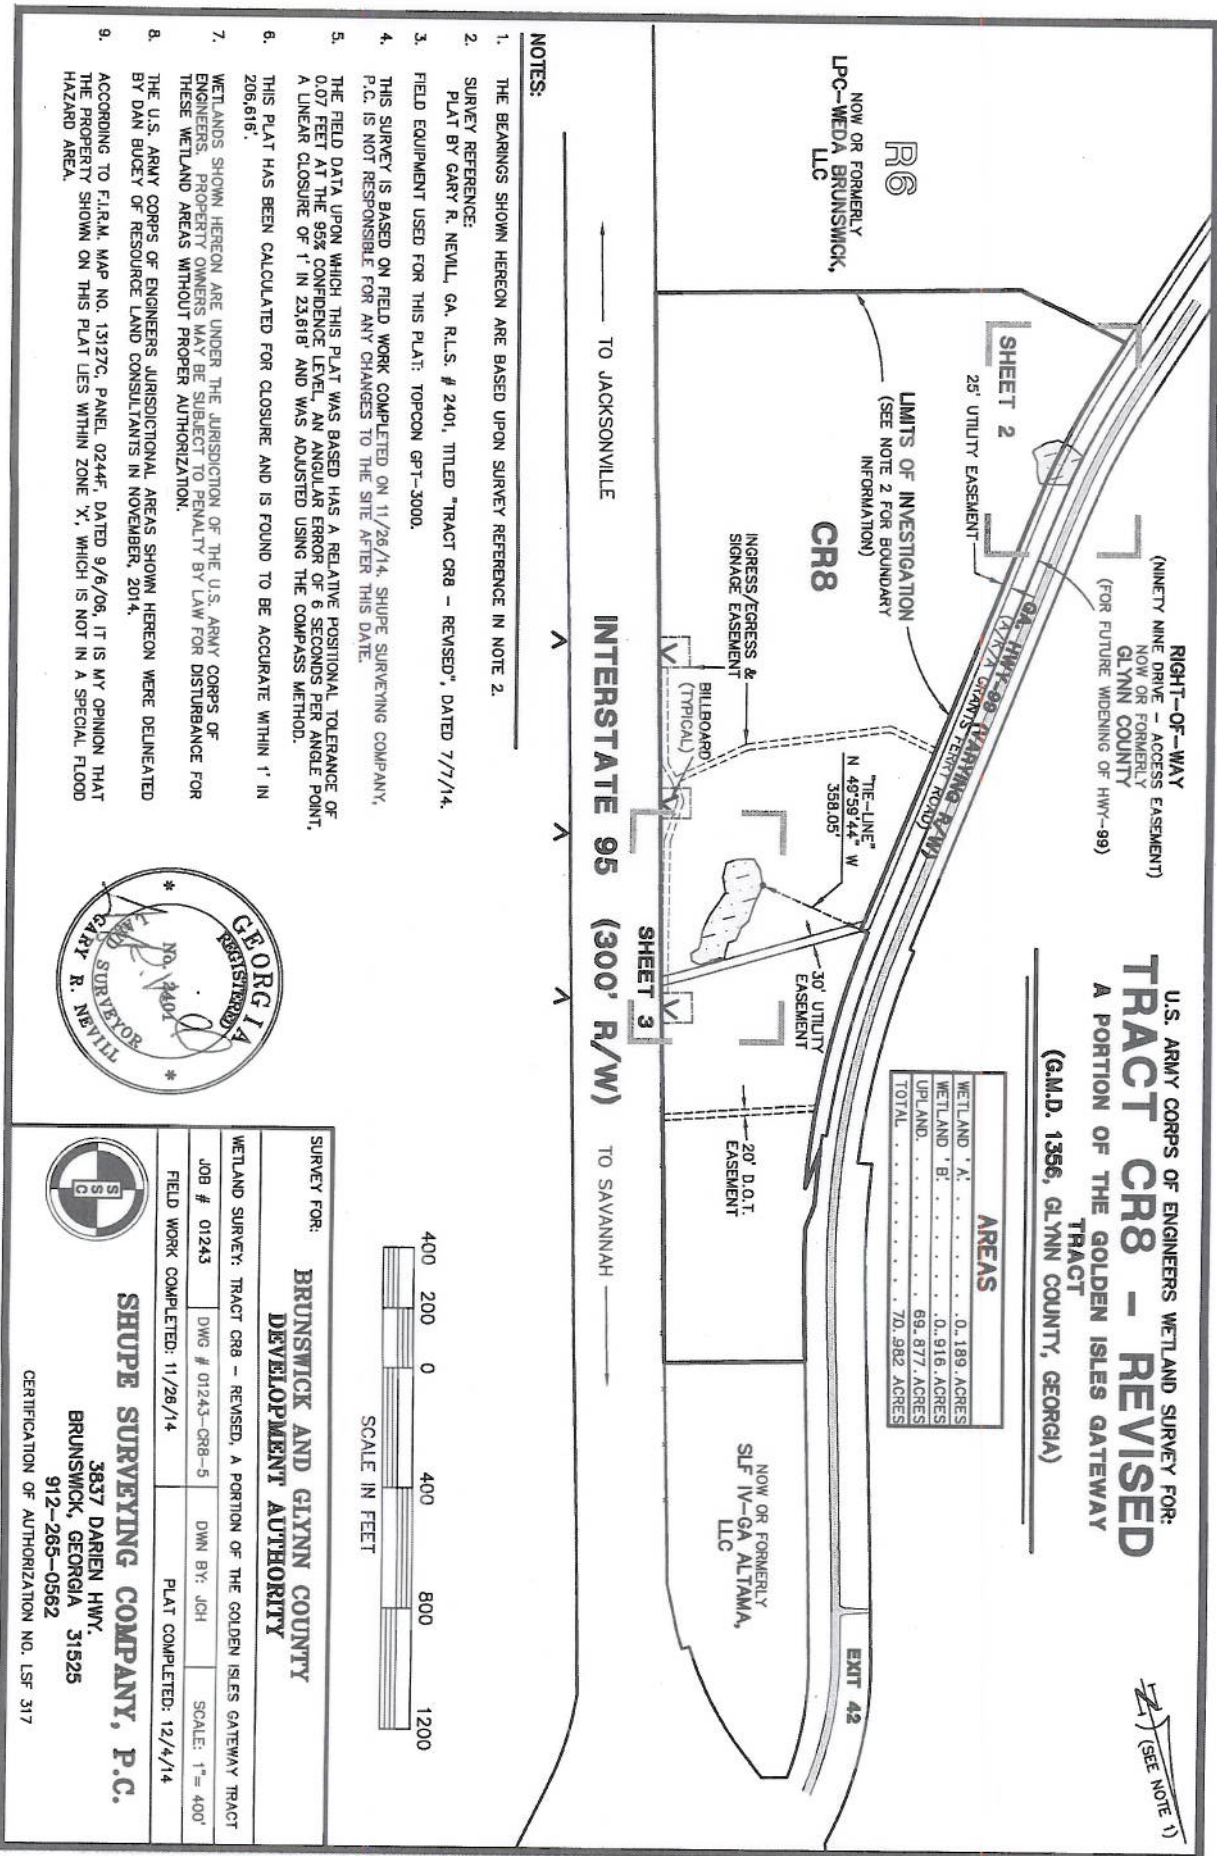 U.S. ARMY CORPS OF ENGINEERS WETLAND SURVEY FOR:
TRACT CR8 - REVISED
A PORTION OF THE GOLDEN ISLES GATEWAY
TRACT
(G.M.D. 1356, GLYNN COUNTY, GEORGIA)
(SEE NOTE 1)
RIGHT-OF-WAY
(NINETY NINE DRIVE - ACCESS EASEMENT)
NOW OR FORMERLY
GLYNN COUNTY
(FOR FUTURE WIDENING OF HWY-99)
GA. HWY-99 (VARYING R/W)
(A/K/A GRANTS FERRY ROAD)
SHEET 2
25' UTILITY EASEMENT
R6
NOW OR FORMERLY
LPC-WEDA BRUNSWICK,
LLC
LIMITS OF INVESTIGATION
(SEE NOTE 2 FOR BOUNDARY
INFORMATION)
CR8
INGRESS/EGRESS &
SIGNAGE EASEMENT
BILLBOARD
(TYPICAL)
"TIE-LINE"
N 49°59'44" W
358.05'
30' UTILITY
EASEMENT
SHEET 3
20' D.O.T.
EASEMENT
AREAS
WETLAND 'A'. . . . . . .0.189 ACRES
WETLAND 'B'. . . . . . .0.916 ACRES
UPLAND. . . . . . . . 69.877 ACRES
TOTAL . . . . . . . . 70.982 ACRES
EXIT 42
NOW OR FORMERLY
SLF IV-GA ALTAMA,
LLC
TO JACKSONVILLE
INTERSTATE 95 (300' R/W)
TO SAVANNAH
400 200 0 400 800 1200
SCALE IN FEET
NOTES:
1. THE BEARINGS SHOWN HEREON ARE BASED UPON SURVEY REFERENCE IN NOTE 2.
2. SURVEY REFERENCE:
PLAT BY GARY R. NEVILL, GA. R.L.S. # 2401, TITLED "TRACT CR8 - REVISED", DATED 7/7/14.
3. FIELD EQUIPMENT USED FOR THIS PLAT: TOPCON GPT-3000.
4. THIS SURVEY IS BASED ON FIELD WORK COMPLETED ON 11/26/14. SHUPE SURVEYING COMPANY,
P.C. IS NOT RESPONSIBLE FOR ANY CHANGES TO THE SITE AFTER THIS DATE.
5. THE FIELD DATA UPON WHICH THIS PLAT WAS BASED HAS A RELATIVE POSITIONAL TOLERANCE OF
0.07 FEET AT THE 95% CONFIDENCE LEVEL, AN ANGULAR ERROR OF 6 SECONDS PER ANGLE POINT,
A LINEAR CLOSURE OF 1' IN 23,618' AND WAS ADJUSTED USING THE COMPASS METHOD.
6. THIS PLAT HAS BEEN CALCULATED FOR CLOSURE AND IS FOUND TO BE ACCURATE WITHIN 1' IN
206,616'.
7. WETLANDS SHOWN HEREON ARE UNDER THE JURISDICTION OF THE U.S. ARMY CORPS OF
ENGINEERS. PROPERTY OWNERS MAY BE SUBJECT TO PENALTY BY LAW FOR DISTURBANCE FOR
THESE WETLAND AREAS WITHOUT PROPER AUTHORIZATION.
8. THE U.S. ARMY CORPS OF ENGINEERS JURISDICTIONAL AREAS SHOWN HEREON WERE DELINEATED
BY DAN BUCEY OF RESOURCE LAND CONSULTANTS IN NOVEMBER, 2014.
9. ACCORDING TO F.I.R.M. MAP NO. 13127C, PANEL 0244F, DATED 9/6/06, IT IS MY OPINION THAT
THE PROPERTY SHOWN ON THIS PLAT LIES WITHIN ZONE 'X', WHICH IS NOT IN A SPECIAL FLOOD
HAZARD AREA.
GEORGIA
REGISTERED
NO. 2401
LAND SURVEYOR
GARY R. NEVILL
SURVEY FOR:
BRUNSWICK AND GLYNN COUNTY
DEVELOPMENT AUTHORITY
WETLAND SURVEY: TRACT CR8 - REVISED, A PORTION OF THE GOLDEN ISLES GATEWAY TRACT
JOB # 01243 DWG # 01243-CR8-5 DWN BY: JCH SCALE: 1"= 400'
FIELD WORK COMPLETED: 11/26/14 PLAT COMPLETED: 12/4/14
SSC
SHUPE SURVEYING COMPANY, P.C.
3837 DARIEN HWY.
BRUNSWICK, GEORGIA 31525
912-265-0562
CERTIFICATION OF AUTHORIZATION NO. LSF 317